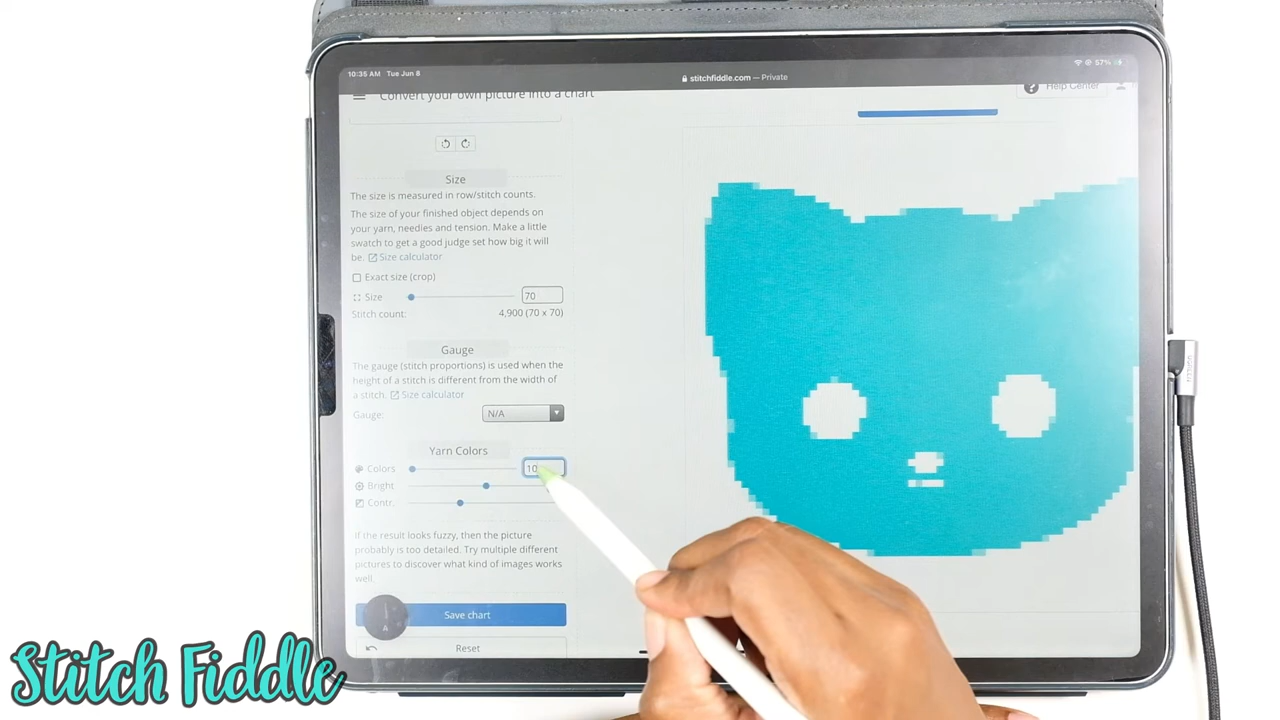 10:35 AM Tue Jun 8
57%
stitchfiddle.com — Private
Convert your own picture into a chart
Help Center
Size
The size is measured in row/stitch counts.
The size of your finished object depends on
your yarn, needles and tension. Make a little
swatch to get a good judge set how big it will
be. Size calculator
Exact size (crop)
Size 70
Stitch count: 4,900 (70 x 70)
Gauge
The gauge (stitch proportions) is used when the
height of a stitch is different from the width of
a stitch. Size calculator
Gauge: N/A
Yarn Colors
Colors 10
Bright
Contr.
If the result looks fuzzy, then the picture
probably is too detailed. Try multiple different
pictures to discover what kind of images works
well.
Save chart
A
Reset
UGREEN
Stitch Fiddle